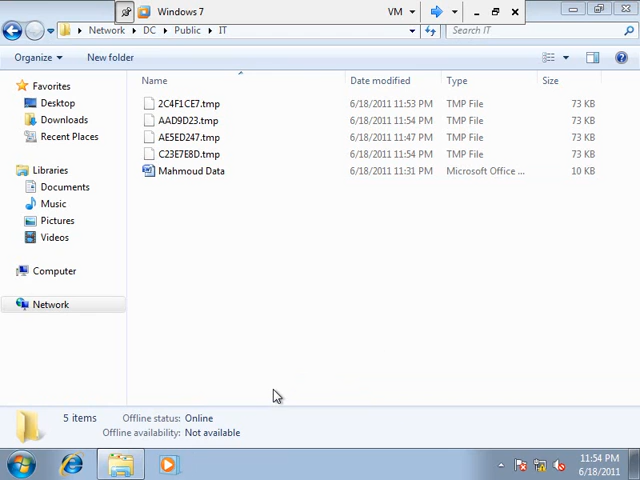 Windows 7
VM
Network
DC
Public
IT
Search IT
Organize
New folder
Name
Date modified
Type
Size
Favorites
Desktop
Downloads
Recent Places
Libraries
Documents
Music
Pictures
Videos
Computer
Network
2C4F1CE7.tmp 6/18/2011 11:53 PM TMP File 73 KB
AAD9D23.tmp 6/18/2011 11:54 PM TMP File 73 KB
AE5ED247.tmp 6/18/2011 11:54 PM TMP File 73 KB
C23E7E8D.tmp 6/18/2011 11:54 PM TMP File 73 KB
Mahmoud Data 6/18/2011 11:31 PM Microsoft Office ... 10 KB
5 items Offline status: Online
Offline availability: Not available
11:54 PM
6/18/2011